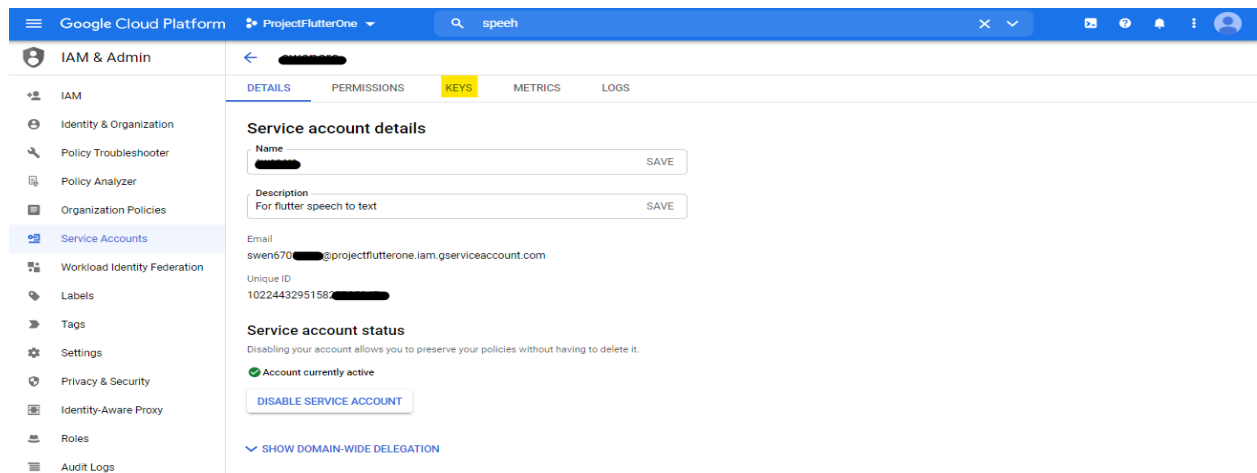 Google Cloud Platform ProjectFlutterOne speeh
IAM & Admin
IAM
Identity & Organization
Policy Troubleshooter
Policy Analyzer
Organization Policies
Service Accounts
Workload Identity Federation
Labels
Tags
Settings
Privacy & Security
Identity-Aware Proxy
Roles
Audit Logs
DETAILS PERMISSIONS KEYS METRICS LOGS
Service account details
Name
SAVE
Description
For flutter speech to text SAVE
Email
swen670 @projectflutterone.iam.gserviceaccount.com
Unique ID
10224432951582
Service account status
Disabling your account allows you to preserve your policies without having to delete it.
Account currently active
DISABLE SERVICE ACCOUNT
SHOW DOMAIN-WIDE DELEGATION